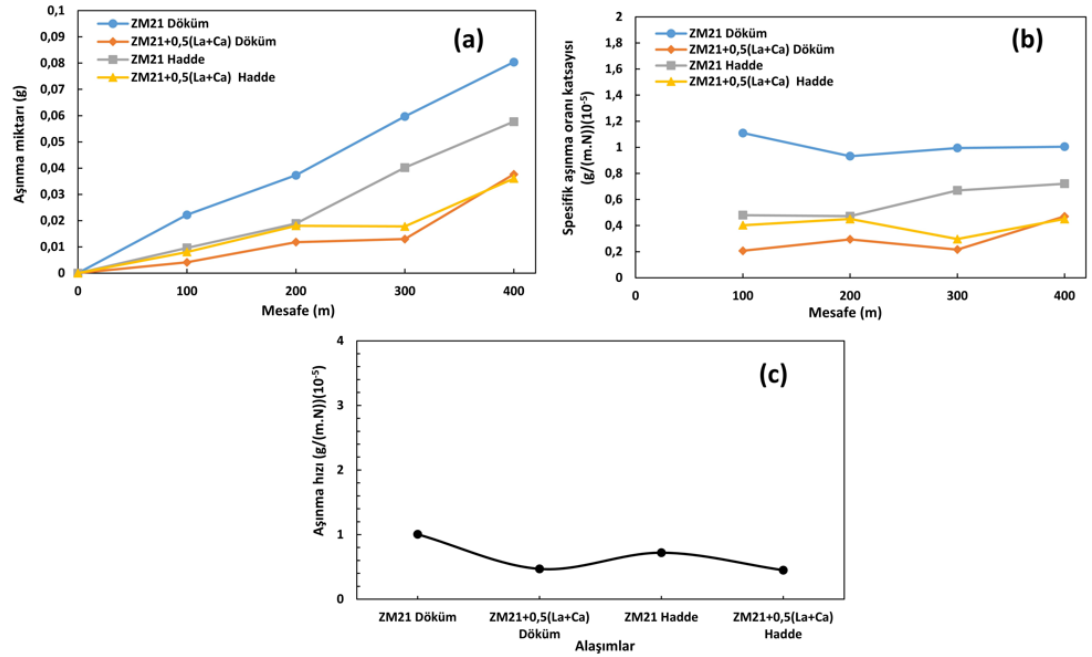 0,1
0,09
0,08
0,07
0,06
0,05
0,04
0,03
0,02
0,01
0
Aşınma miktarı (g)
ZM21 Döküm
ZM21+0,5(La+Ca) Döküm
ZM21 Hadde
ZM21+0,5(La+Ca) Hadde
(a)
0
100
200
300
400
Mesafe (m)
2
1,8
1,6
1,4
1,2
1
0,8
0,6
0,4
0,2
0
Spesifik aşınma oranı katsayısı
(g/(m.N))(10⁻⁵)
ZM21 Döküm
ZM21+0,5(La+Ca) Döküm
ZM21 Hadde
ZM21+0,5(La+Ca) Hadde
(b)
0
100
200
300
400
Mesafe (m)
4
3
2
1
0
Aşınma hızı (g/(m.N))(10⁻⁵)
(c)
ZM21 Döküm
ZM21+0,5(La+Ca)
Döküm
ZM21 Hadde
ZM21+0,5(La+Ca)
Hadde
Alaşımlar